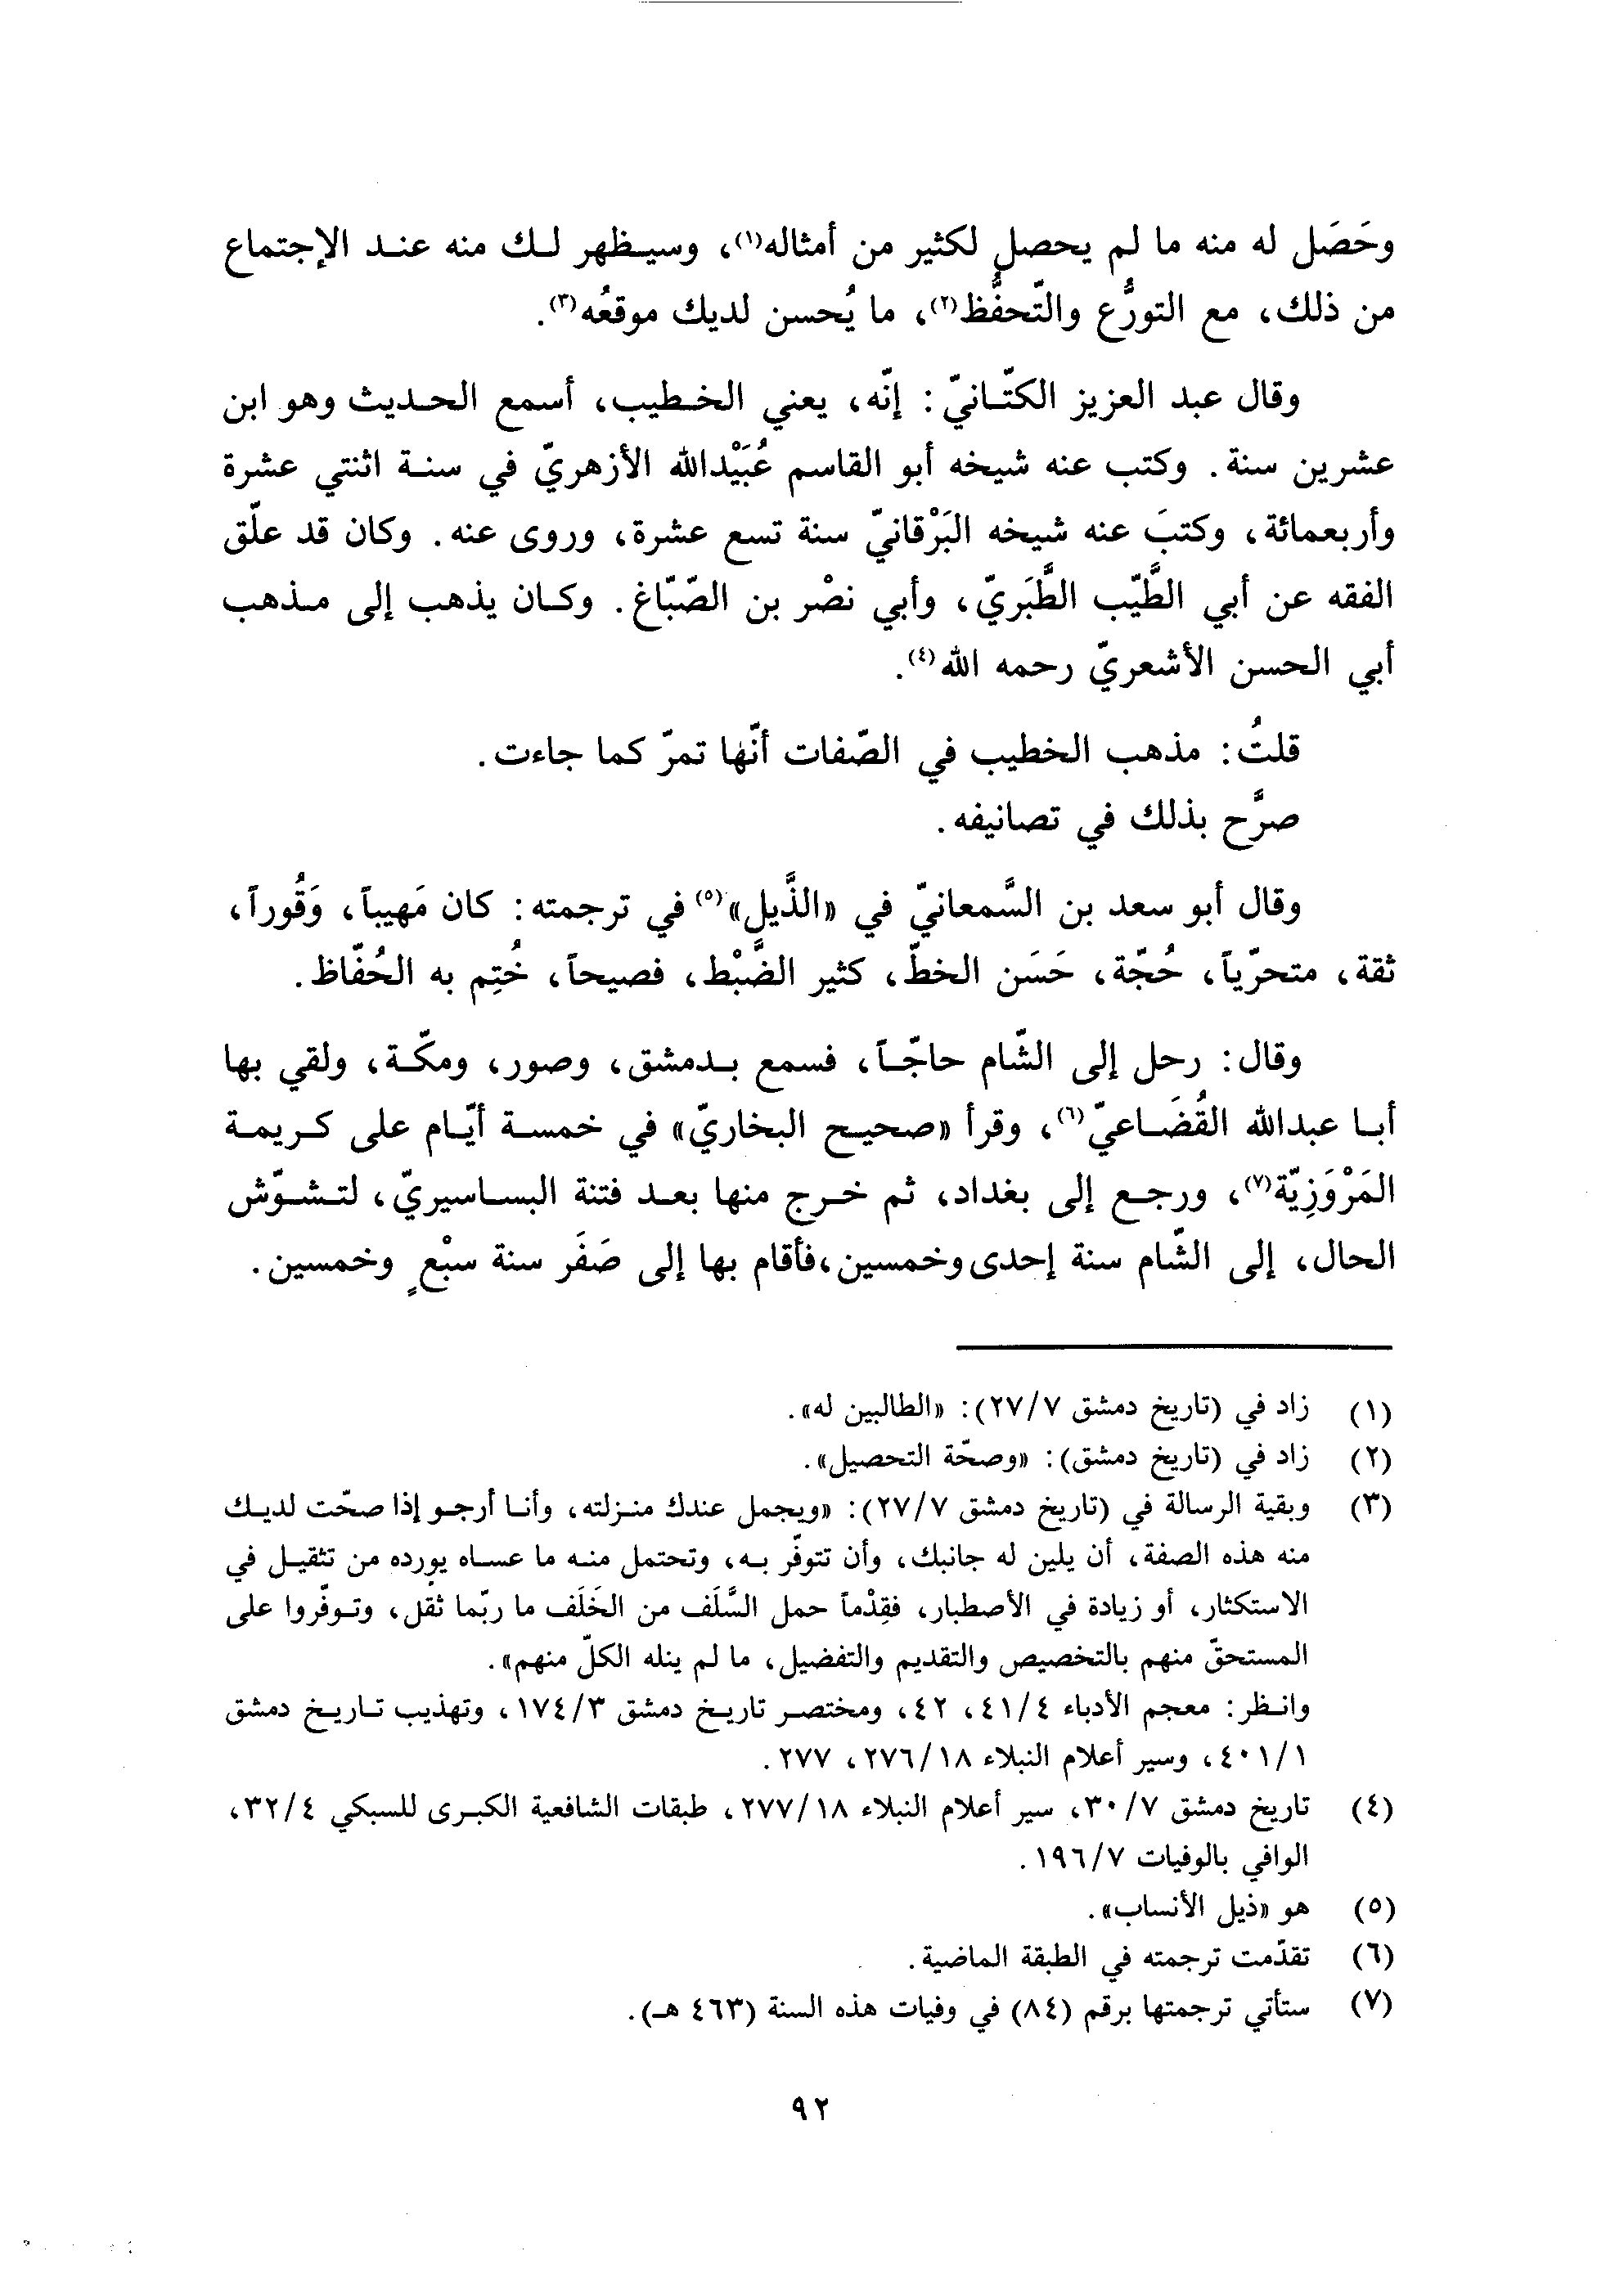 وحَصَل له منه ما لم يحصل لكثير من أمثاله(١)، وسيظهر لك منه عند الإجتماع
من ذلك، مع التورُّع والتّحفُّظ(٢)، ما يُحسن لديك موقعُه(٣).
وقال عبد العزيز الكتّانيّ: إنّه، يعني الخطيب، أسمع الحديث وهو ابن
عشرين سنة. وكتب عنه شيخه أبو القاسم عُبَيْدالله الأزهريّ في سنة اثنتي عشرة
وأربعمائة، وكتبَ عنه شيخه البَرْقانيّ سنة تسع عشرة، وروى عنه. وكان قد علّق
الفقه عن أبي الطَّيّب الطَّبَريّ، وأبي نصْر بن الصّبّاغ. وكان يذهب إلى مذهب
أبي الحسن الأشعريّ رحمه الله(٤).
قلتُ: مذهب الخطيب في الصّفات أنّها تمرّ كما جاءت.
صرَّح بذلك في تصانيفه.
وقال أبو سعد بن السَّمعانيّ في «الذَّيل»(٥) في ترجمته: كان مَهيباً، وَقُوراً،
ثقة، متحرّياً، حُجّة، حَسَن الخطّ، كثير الضَّبْط، فصيحاً، خُتِم به الحُفّاظ.
وقال: رحل إلى الشّام حاجّاً، فسمع بدمشق، وصور، ومكّة، ولقي بها
أبا عبدالله القُضَاعيّ(٦)، وقرأ «صحيح البخاريّ» في خمسة أيّام على كريمة
المَرْوَزِيّة(٧)، ورجع إلى بغداد، ثم خرج منها بعد فتنة البساسيريّ، لتشوّش
الحال، إلى الشّام سنة إحدى وخمسين،فأقام بها إلى صَفَر سنة سبْعٍ وخمسين.
(١) زاد في (تاريخ دمشق ٢٧/٧): «الطالبين له».
(٢) زاد في (تاريخ دمشق): «وصحّة التحصيل».
(٣) وبقية الرسالة في (تاريخ دمشق ٢٧/٧): «ويجمل عندك منزلته، وأنا أرجو إذا صحّت لديك
منه هذه الصفة، أن يلين له جانبك، وأن تتوفّر به، وتحتمل منه ما عساه يورده من تثقيل في
الاستكثار، أو زيادة في الأصطبار، فقِدْماً حمل السَّلَف من الخَلَف ما ربّما ثقُل، وتوفّروا على
المستحقّ منهم بالتخصيص والتقديم والتفضيل، ما لم ينله الكلّ منهم».
وانظر: معجم الأدباء ٤١/٤، ٤٢، ومختصر تاريخ دمشق ١٧٤/٣، وتهذيب تاريخ دمشق
٤٠١/١، وسير أعلام النبلاء ٢٧٦/١٨، ٢٧٧.
(٤) تاريخ دمشق ٣٠/٧، سير أعلام النبلاء ٢٧٧/١٨، طبقات الشافعية الكبرى للسبكي ٣٢/٤،
الوافي بالوفيات ١٩٦/٧.
(٥) هو «ذيل الأنساب».
(٦) تقدّمت ترجمته في الطبقة الماضية.
(٧) ستأتي ترجمتها برقم (٨٤) في وفيات هذه السنة (٤٦٣ هـ).
٩٢